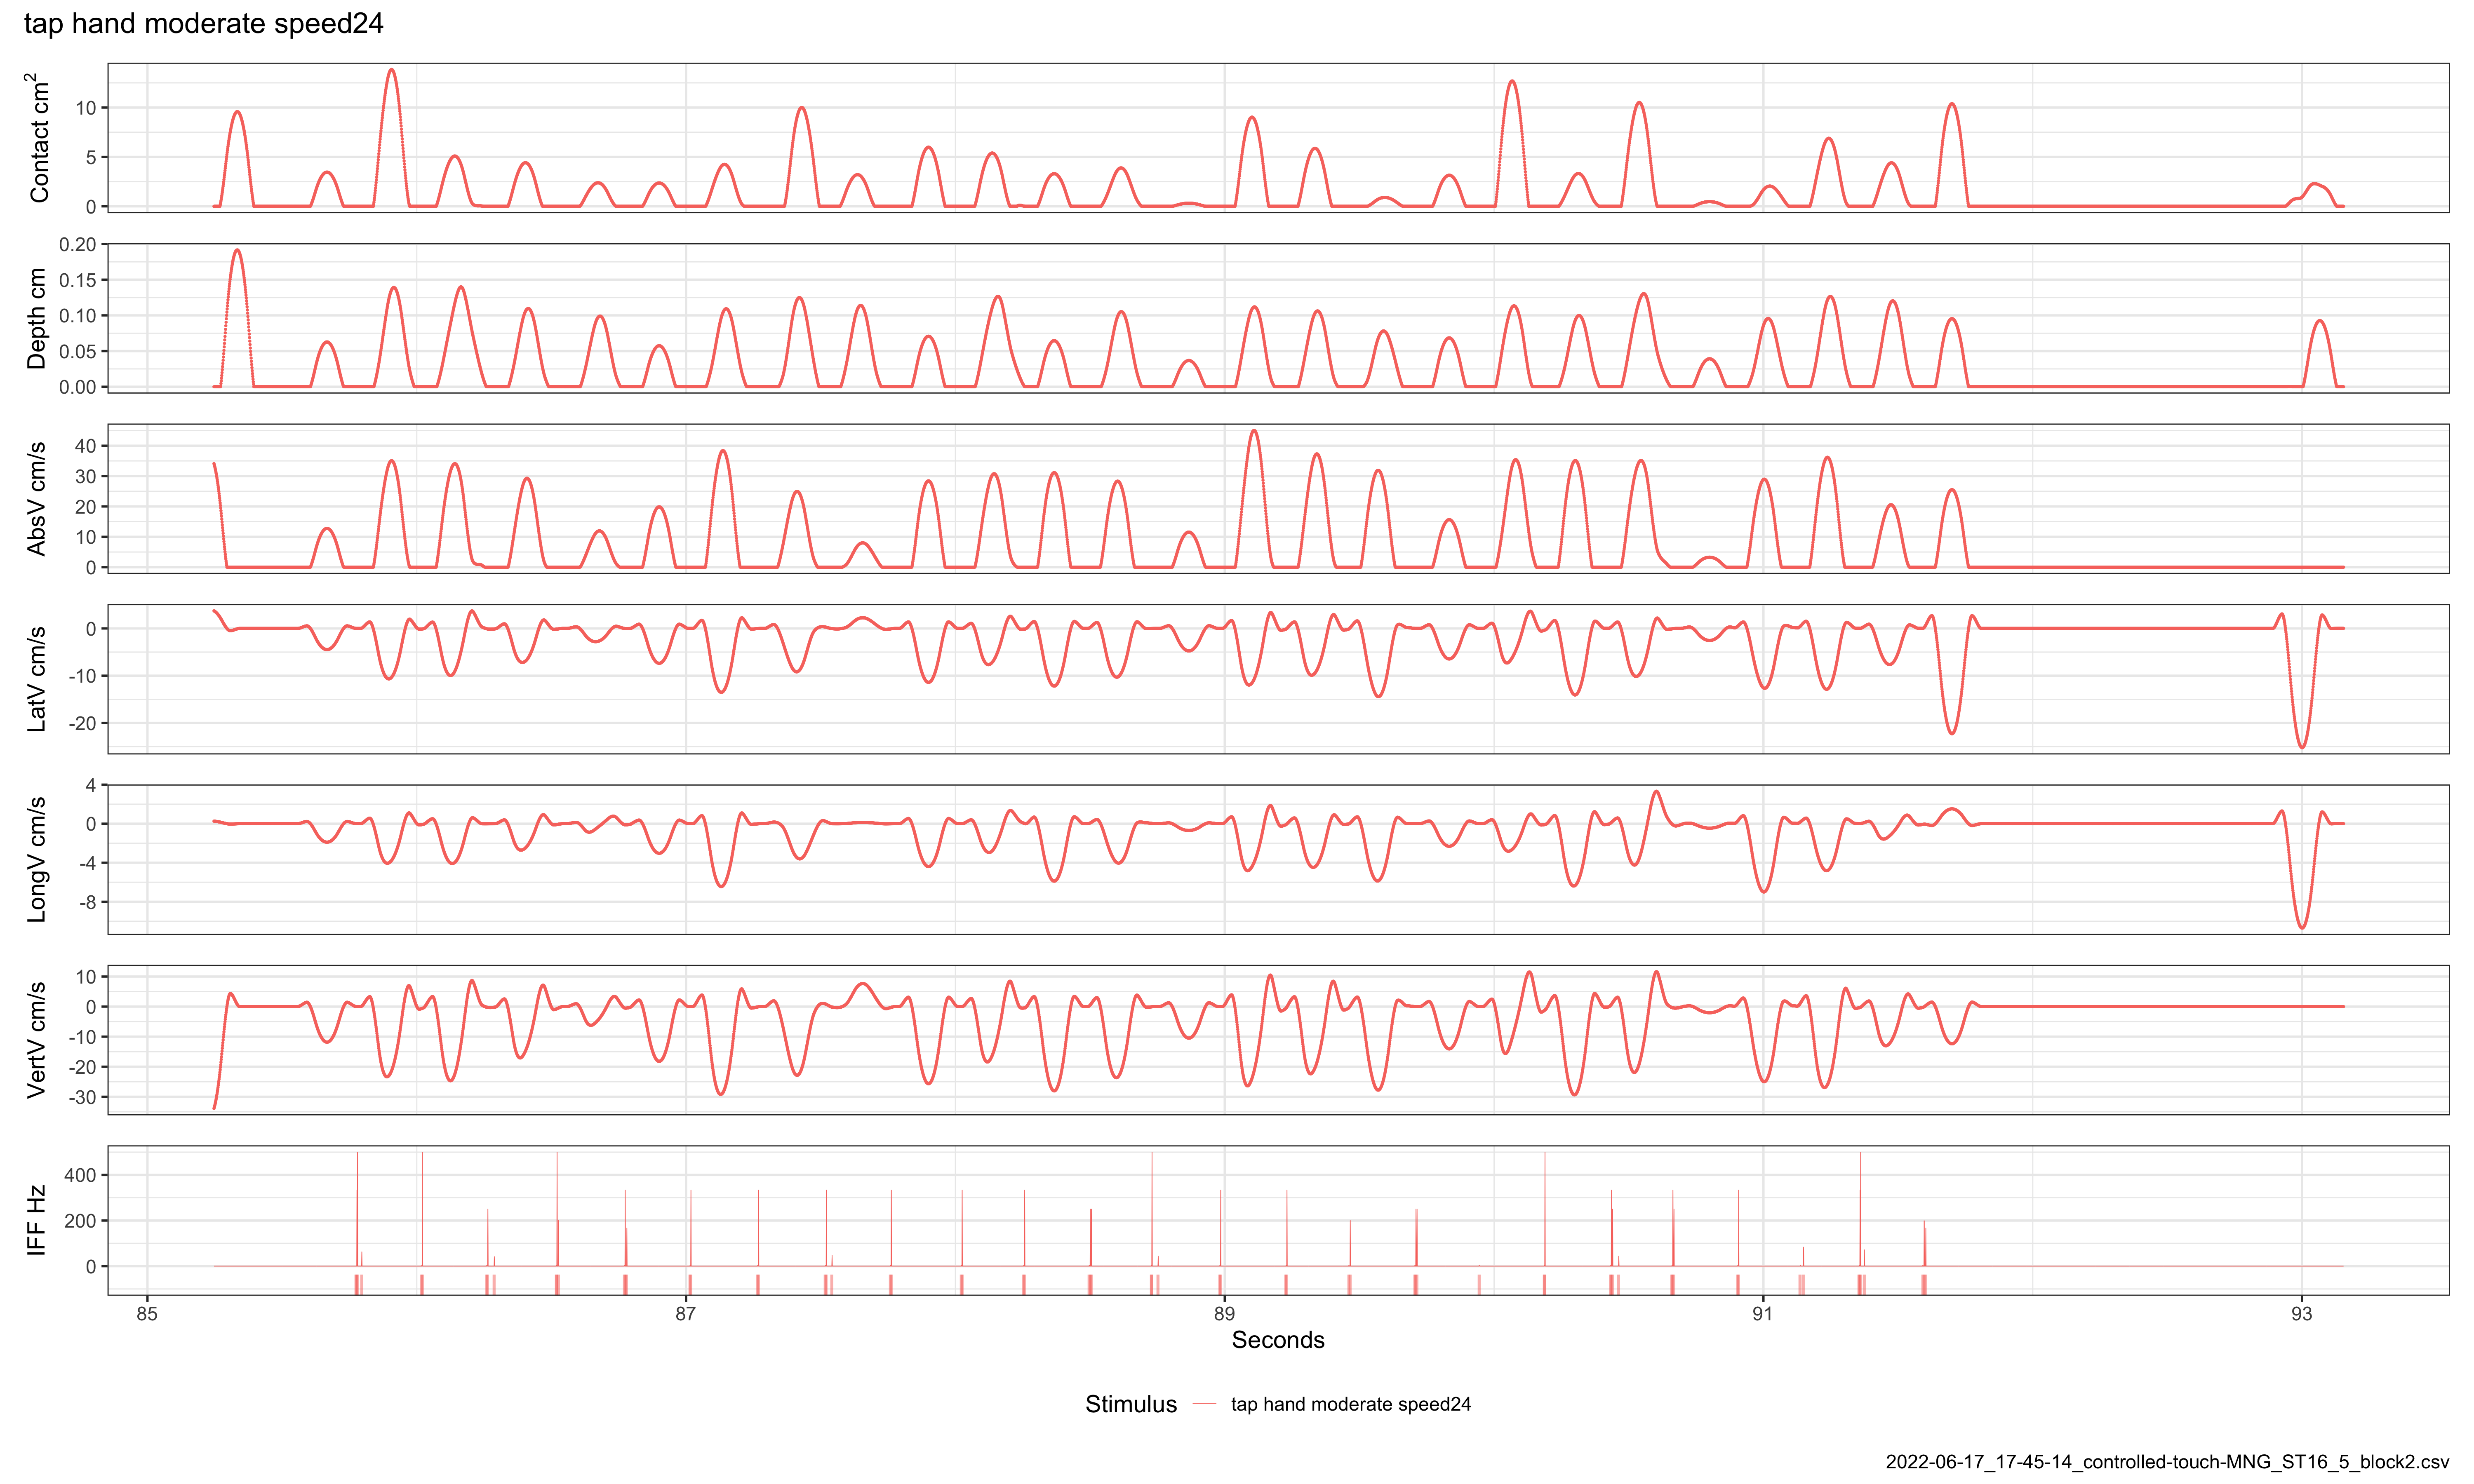 tap hand moderate speed24
Contact cm²
10
5
0
Depth cm
0.20
0.15
0.10
0.05
0.00
AbsV cm/s
40
30
20
10
0
LatV cm/s
0
-10
-20
LongV cm/s
4
0
-4
-8
VertV cm/s
10
0
-10
-20
-30
IFF Hz
400
200
0
85 87 89 91 93
Seconds
Stimulus tap hand moderate speed24
2022-06-17_17-45-14_controlled-touch-MNG_ST16_5_block2.csv